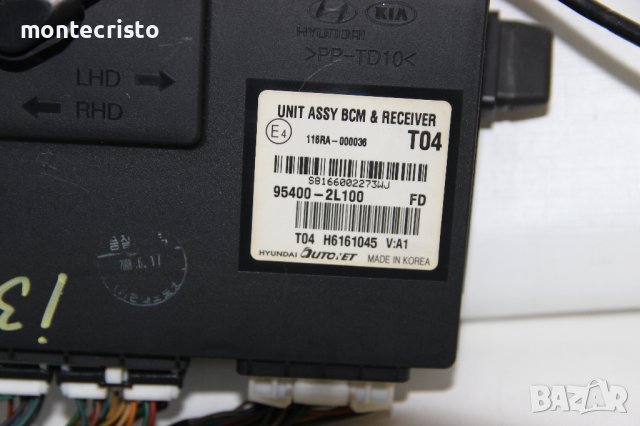 montecristo
HYUNDAI KIA
>PP-TD10<
LHD
RHD
UNIT ASSY BCM & RECEIVER
E4 116RA-000036 T04
S8166002273WJ
95400-2L100 FD
T04 H6161045 V:A1
HYUNDAI AUTONET MADE IN KOREA
i3
BAZAR